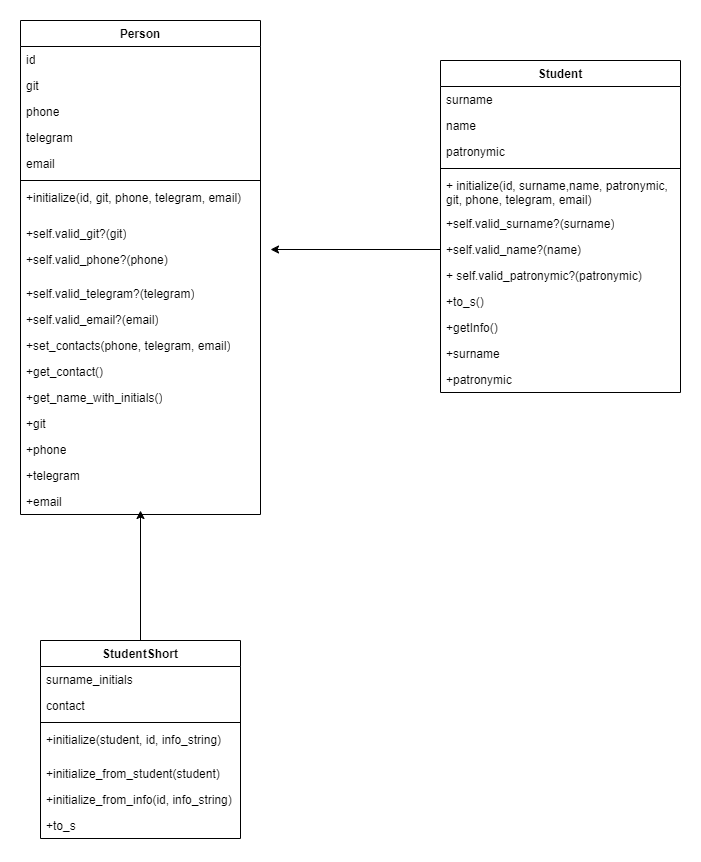 Person
id
git
phone
telegram
email
+initialize(id, git, phone, telegram, email)
+self.valid_git?(git)
+self.valid_phone?(phone)
+self.valid_telegram?(telegram)
+self.valid_email?(email)
+set_contacts(phone, telegram, email)
+get_contact()
+get_name_with_initials()
+git
+phone
+telegram
+email
Student
surname
name
patronymic
+ initialize(id, surname,name, patronymic,
git, phone, telegram, email)
+self.valid_surname?(surname)
+self.valid_name?(name)
+ self.valid_patronymic?(patronymic)
+to_s()
+getInfo()
+surname
+patronymic
StudentShort
surname_initials
contact
+initialize(student, id, info_string)
+initialize_from_student(student)
+initialize_from_info(id, info_string)
+to_s